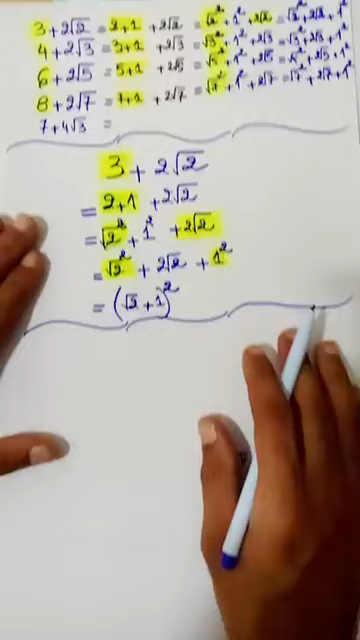 3+2√2 = 2+1 +2√2 = √2²+1²+2√2 = √2²+2√2+1²
4+2√3 = 3+1 +2√3 = √3²+1²+2√3 = √3²+2√3+1²
6+2√5 = 5+1 +2√5 = √5²+1²+2√5 = √5²+2√5+1²
8+2√7 = 7+1 +2√7 = √7²+1²+2√7 = √7²+2√7+1²
7+4√3 =
3+2√2
= 2+1 +2√2
= √2²+1² +2√2
= √2² + 2√2 +1²
= (√2 +1)²